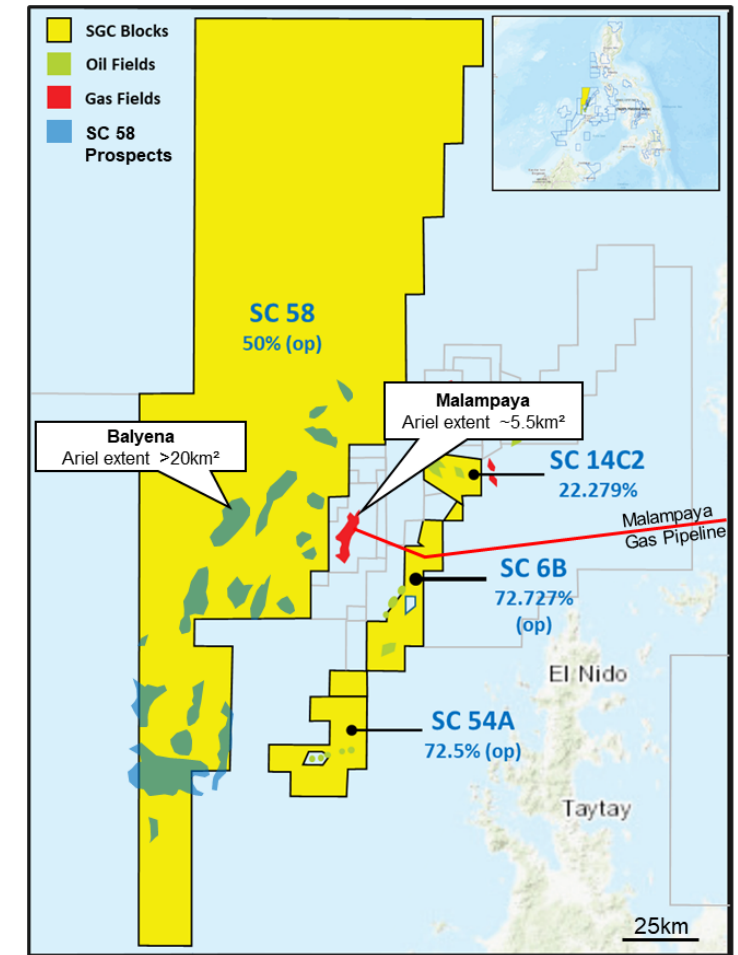 SGC Blocks
Oil Fields
Gas Fields
SC 58
Prospects
SC 58
50% (op)
Malampaya
Ariel extent ~5.5km²
Balyena
Ariel extent >20km²
SC 14C2
22.279%
Malampaya
Gas Pipeline
SC 6B
72.727%
(op)
El Nido
SC 54A
72.5% (op)
Taytay
25km